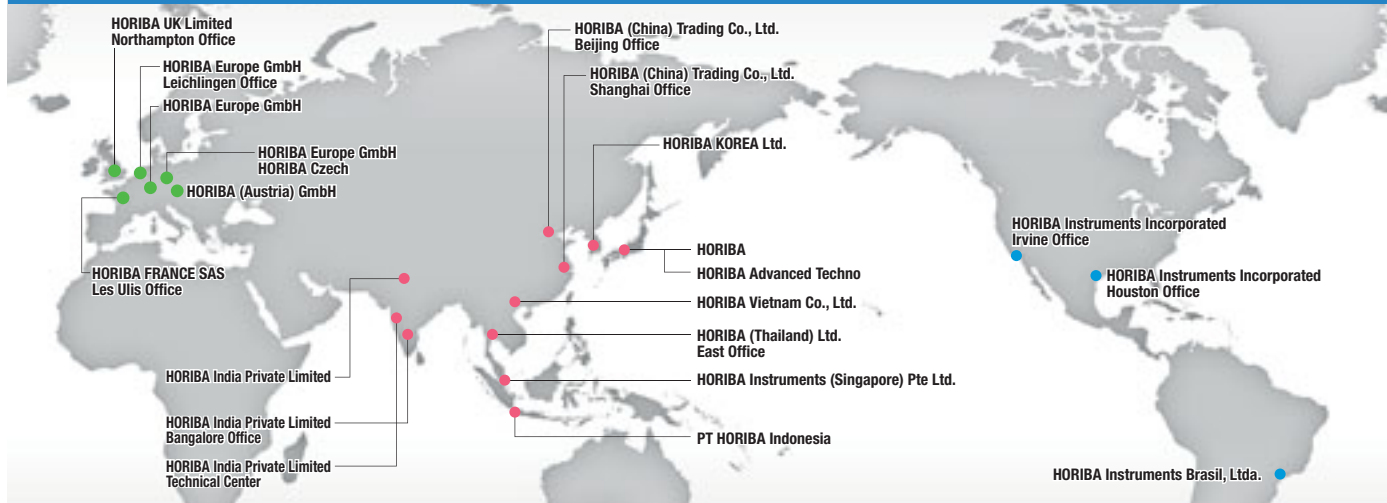 HORIBA UK Limited
Northampton Office
HORIBA Europe GmbH
Leichlingen Office
HORIBA Europe GmbH
HORIBA Europe GmbH
HORIBA Czech
HORIBA (Austria) GmbH
HORIBA FRANCE SAS
Les Ulis Office
HORIBA India Private Limited
HORIBA India Private Limited
Bangalore Office
HORIBA India Private Limited
Technical Center
HORIBA (China) Trading Co., Ltd.
Beijing Office
HORIBA (China) Trading Co., Ltd.
Shanghai Office
HORIBA KOREA Ltd.
HORIBA
HORIBA Advanced Techno
HORIBA Vietnam Co., Ltd.
HORIBA (Thailand) Ltd.
East Office
HORIBA Instruments (Singapore) Pte Ltd.
PT HORIBA Indonesia
HORIBA Instruments Incorporated
Irvine Office
HORIBA Instruments Incorporated
Houston Office
HORIBA Instruments Brasil, Ltda.